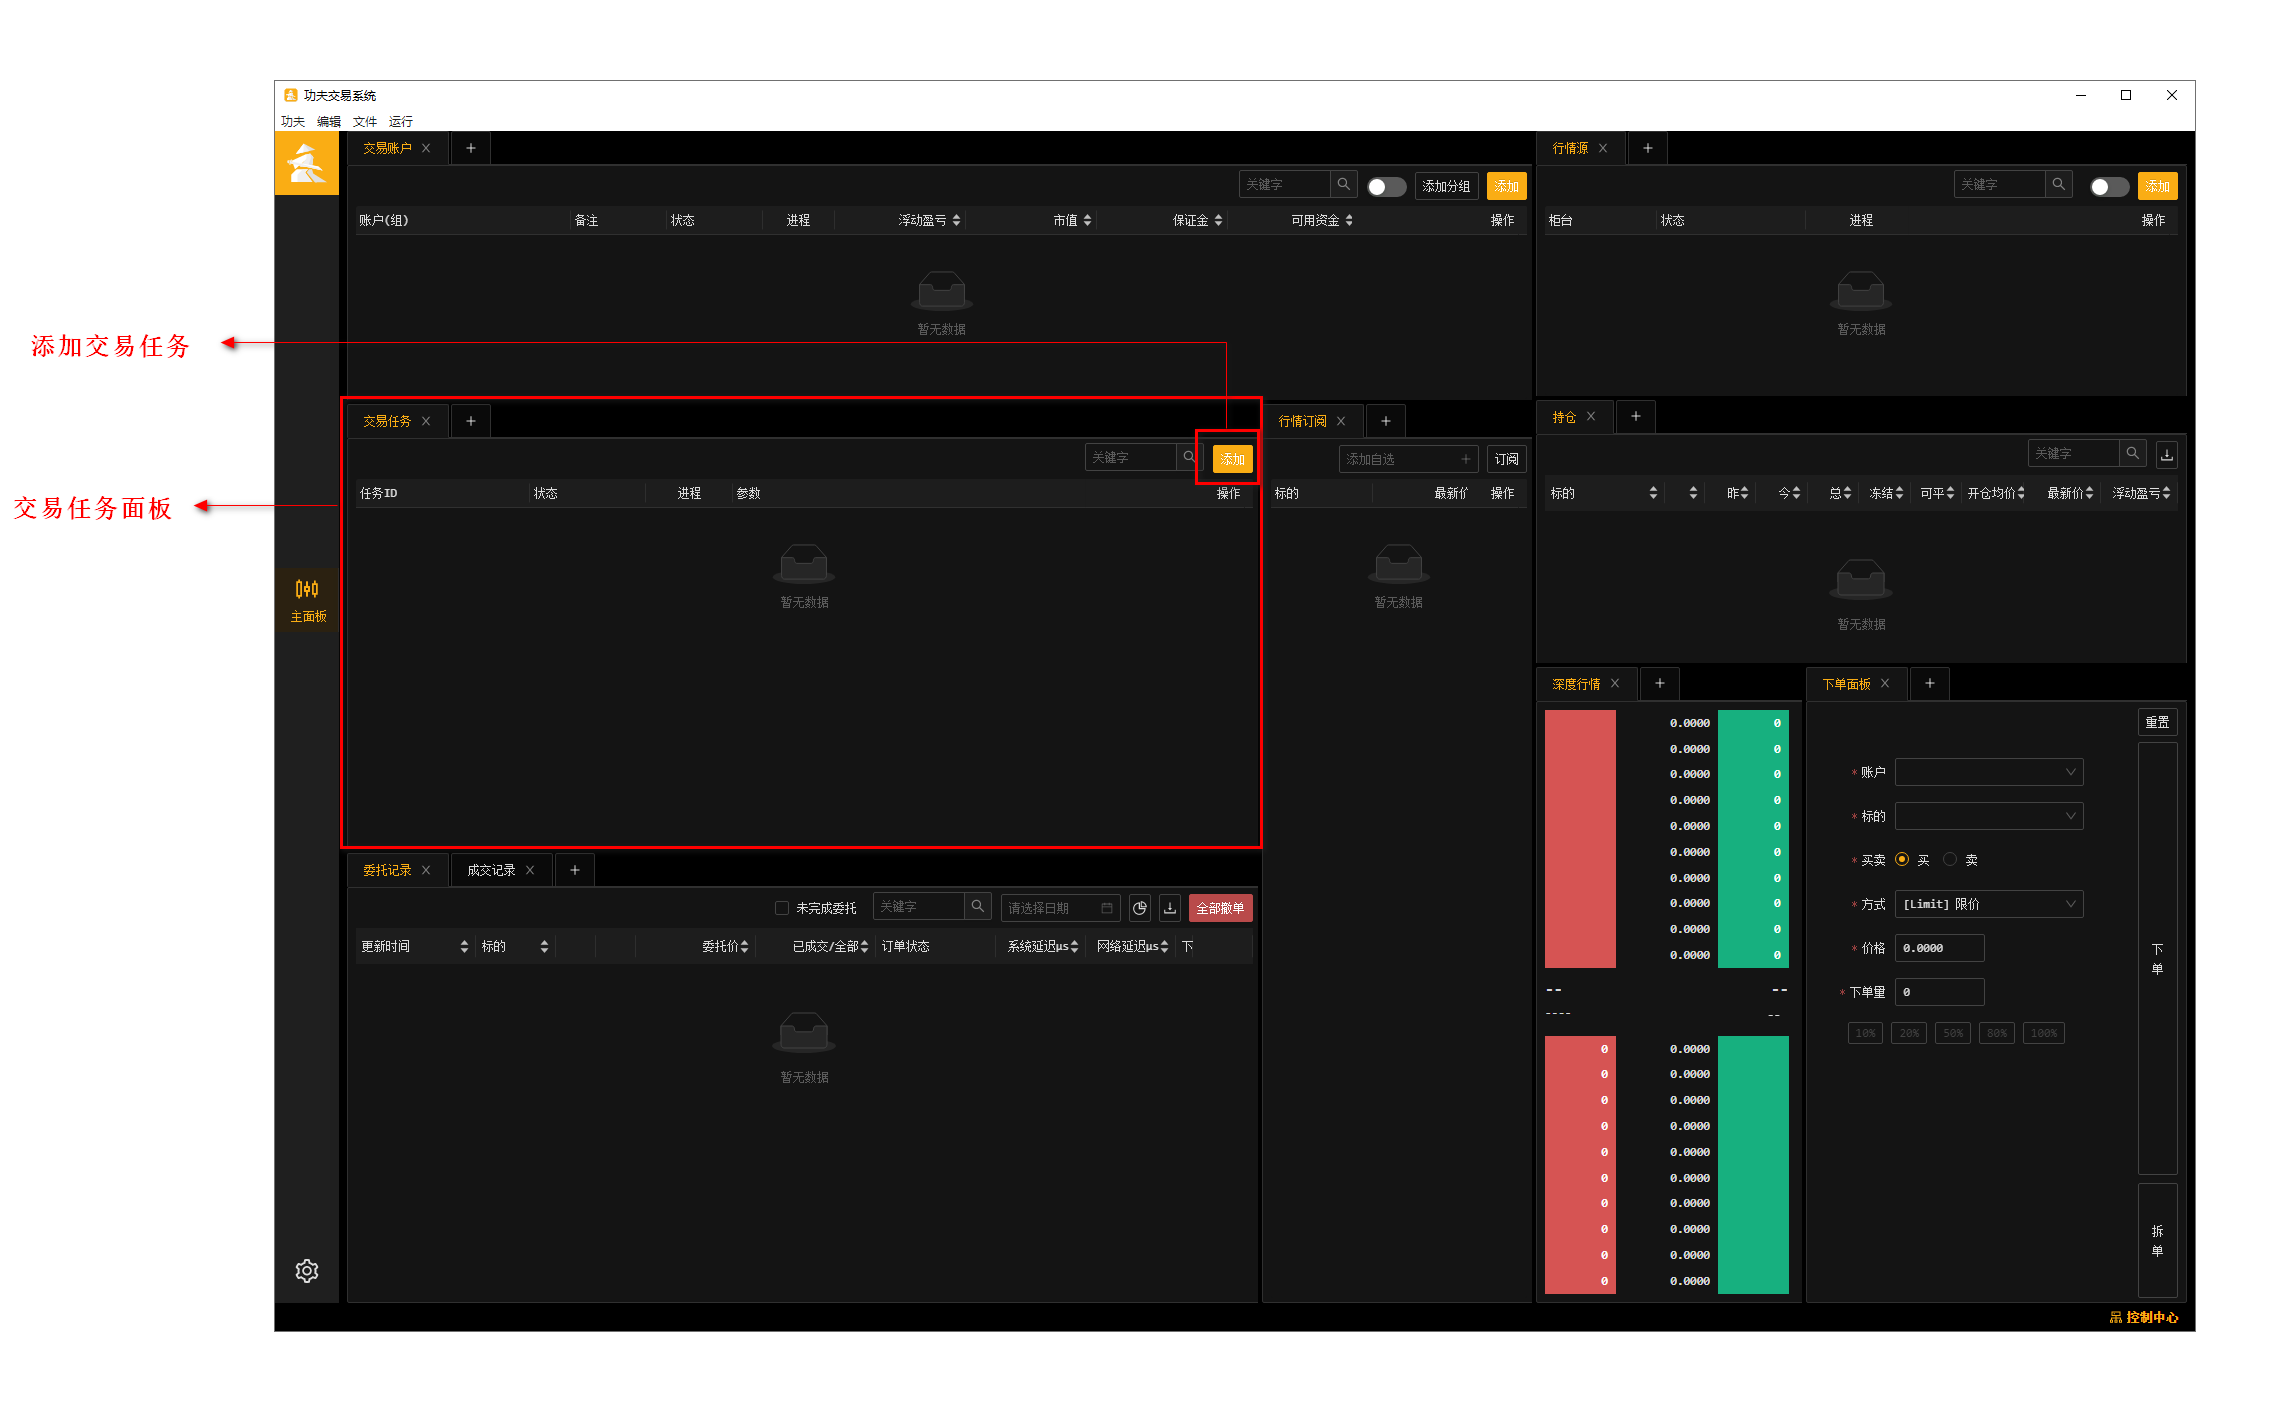 功夫交易系统
功夫 编辑 文件 运行
交易账户
行情源
关键字 添加分组 添加
关键字 添加
账户(组) 备注 状态 进程 浮动盈亏 市值 保证金 可用资金 操作
柜台 状态 进程 操作
暂无数据
暂无数据
添加交易任务
交易任务
行情订阅
持仓
关键字 添加
添加自选 订阅
关键字
任务ID 状态 进程 参数 操作
标的 最新价 操作
标的 昨 今 总 冻结 可平 开仓均价 最新价 浮动盈亏
交易任务面板
暂无数据
暂无数据
暂无数据
主面板
深度行情
下单面板
重置
0.0000 0
0.0000 0
0.0000 0
0.0000 0
0.0000 0
0.0000 0
0.0000 0
0.0000 0
0.0000 0
0.0000 0
-- --
---- --
0 0.0000
0 0.0000
0 0.0000
0 0.0000
0 0.0000
0 0.0000
0 0.0000
0 0.0000
0 0.0000
0 0.0000
* 账户
* 标的
* 买卖 买 卖
* 方式 [Limit] 限价
* 价格 0.0000
* 下单量 0
10% 20% 50% 80% 100%
下单
拆单
委托记录 成交记录
未完成委托 关键字 请选择日期 全部撤单
更新时间 标的 委托价 已成交/全部 订单状态 系统延迟μs 网络延迟μs 下
暂无数据
控制中心